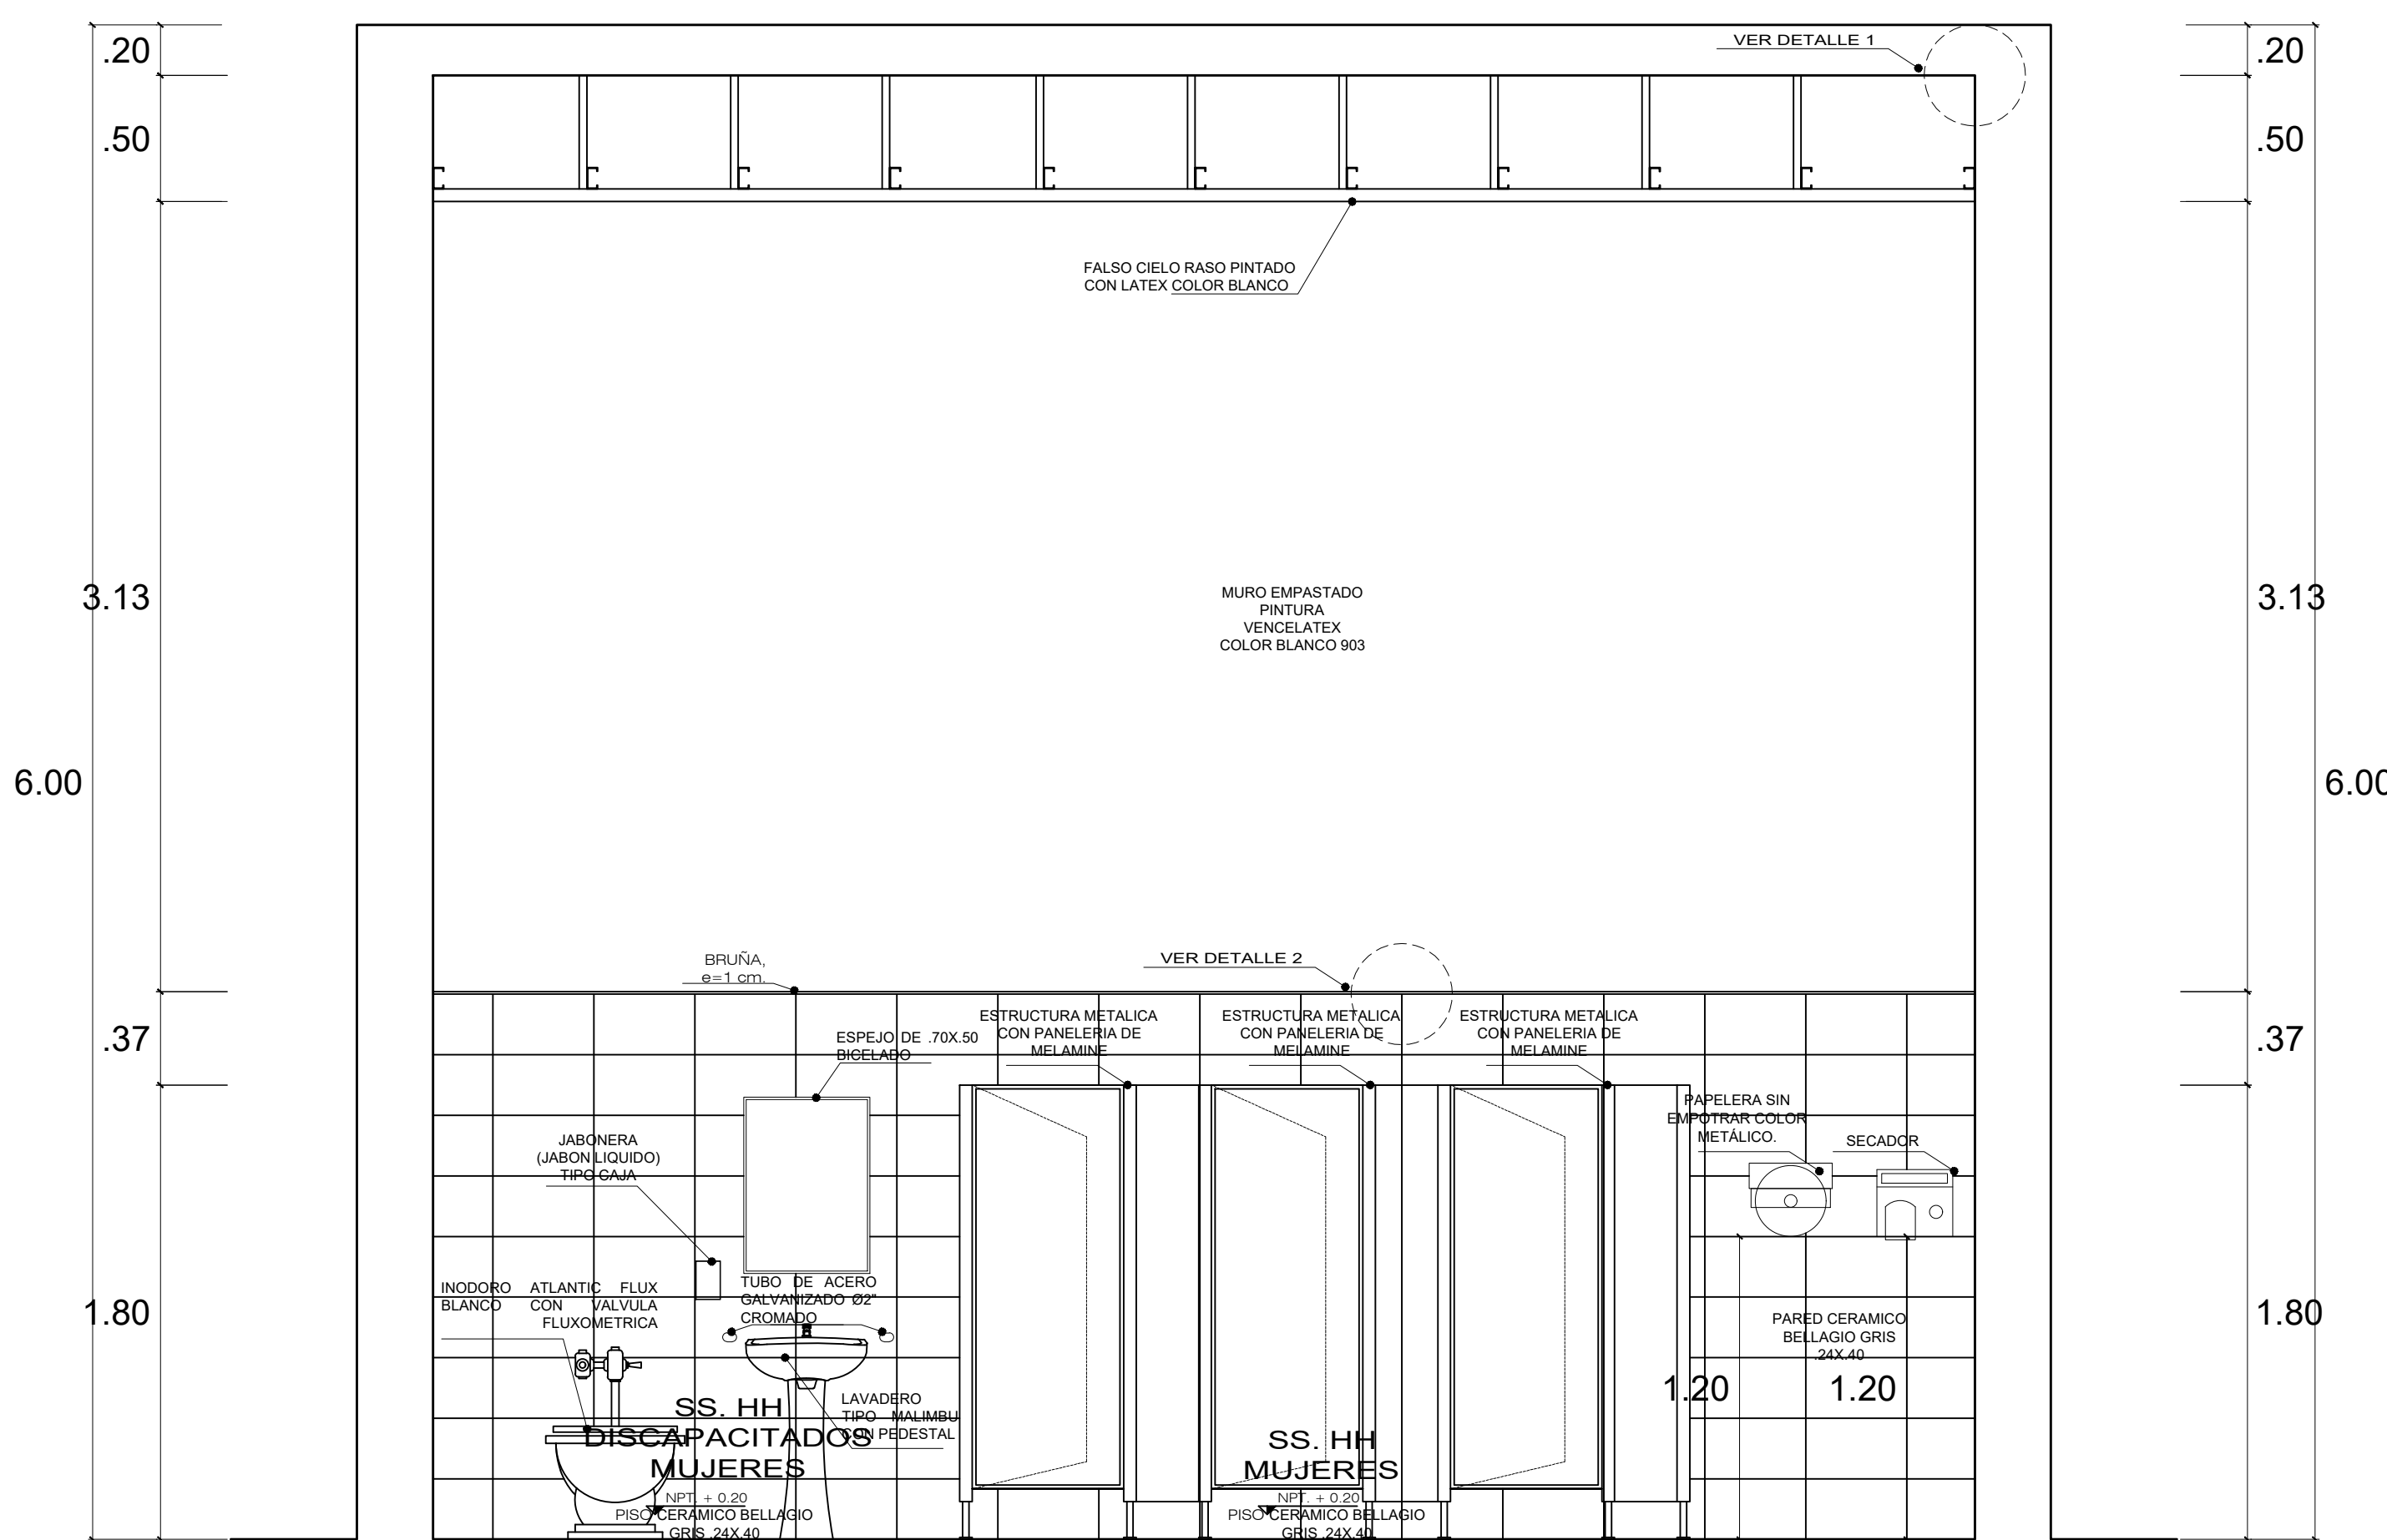 .20
VER DETALLE 1
.20
.50
.50
FALSO CIELO RASO PINTADO
CON LATEX COLOR BLANCO
3.13
MURO EMPASTADO
PINTURA
VENCELATEX
COLOR BLANCO 903
3.13
6.00
6.00
BRUÑA,
e=1 cm.
VER DETALLE 2
.37
ESPEJO DE .70X.50
BICELADO
ESTRUCTURA METALICA
CON PANELERIA DE
MELAMINE
ESTRUCTURA METALICA
CON PANELERIA DE
MELAMINE
ESTRUCTURA METALICA
CON PANELERIA DE
MELAMINE
.37
PAPELERA SIN
EMPOTRAR COLOR
METÁLICO.
SECADOR
JABONERA
(JABON LIQUIDO)
TIPO CAJA
INODORO ATLANTIC FLUX
BLANCO CON VALVULA
FLUXOMETRICA
TUBO DE ACERO
GALVANIZADO Ø2"
CROMADO
1.80
PARED CERAMICO
BELLAGIO GRIS
.24X.40
1.80
1.20
1.20
LAVADERO
TIPO MALIMBU
CON PEDESTAL
SS. HH
DISCAPACITADOS
MUJERES
NPT. + 0.20
PISO CERAMICO BELLAGIO
GRIS .24X.40
SS. HH
MUJERES
NPT. + 0.20
PISO CERAMICO BELLAGIO
GRIS .24X.40